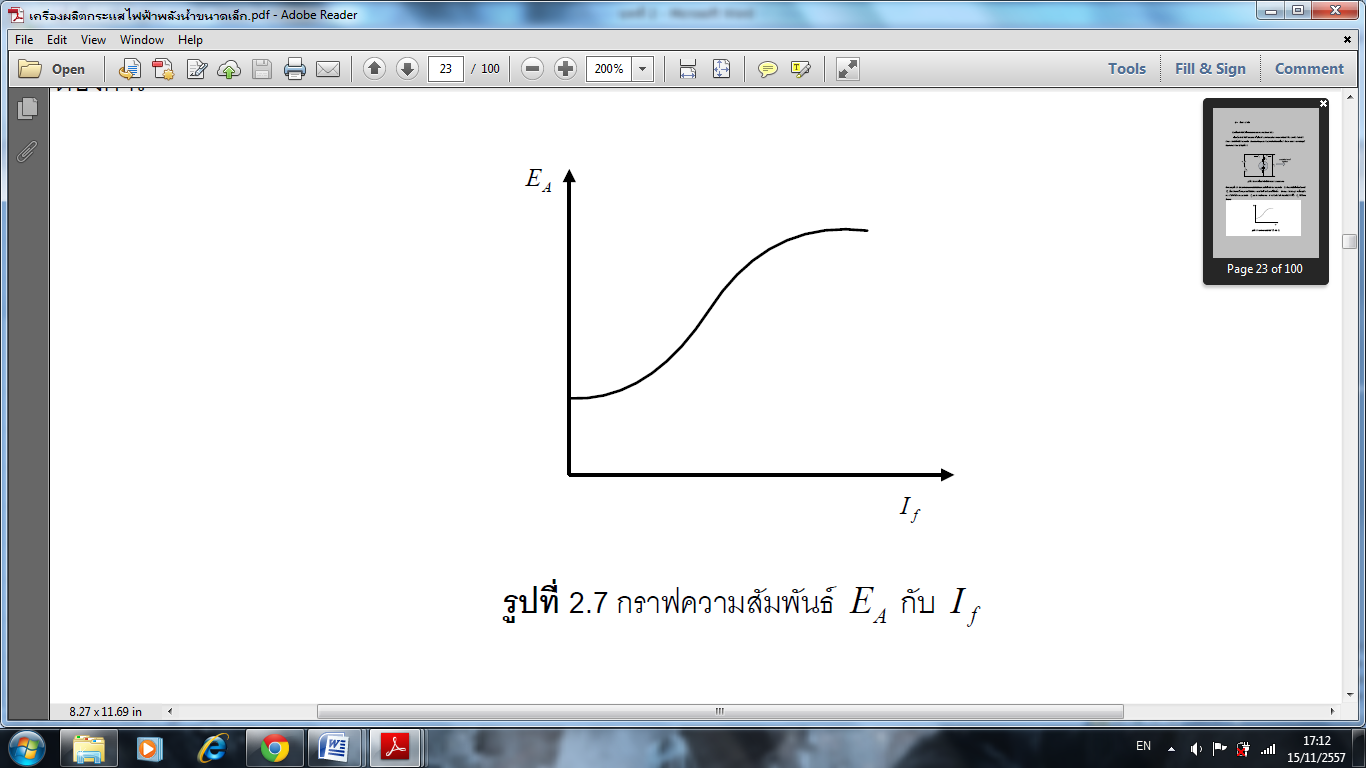 เครื่องผลิตกระแสไฟฟ้าพลังน้ำขนาดเล็ก.pdf - Adobe Reader
File Edit View Window Help
Open 23 / 100 200% Tools Fill & Sign Comment
E_A
I_f
รูปที่ 2.7 กราฟความสัมพันธ์ E_A กับ I_f
Page 23 of 100
8.27 x 11.69 in
EN 17:12
15/11/2557